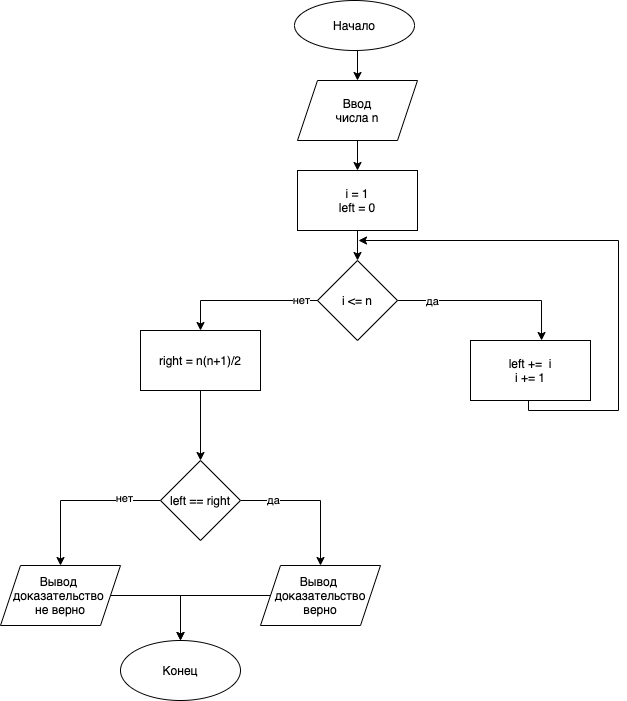 Начало
Ввод
числа n
i = 1
left = 0
i <= n
нет
да
right = n(n+1)/2
left += i
i += 1
left == right
нет
да
Вывод
доказательство
не верно
Вывод
доказательство
верно
Конец